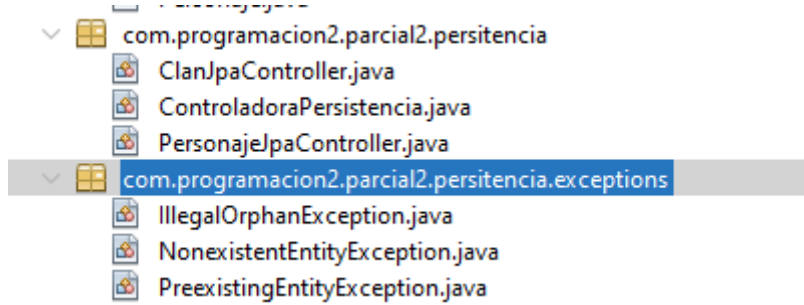 com.programacion2.parcial2.persitencia
ClanJpaController.java
ControladoraPersistencia.java
PersonajeJpaController.java
com.programacion2.parcial2.persitencia.exceptions
IllegalOrphanException.java
NonexistentEntityException.java
PreexistingEntityException.java